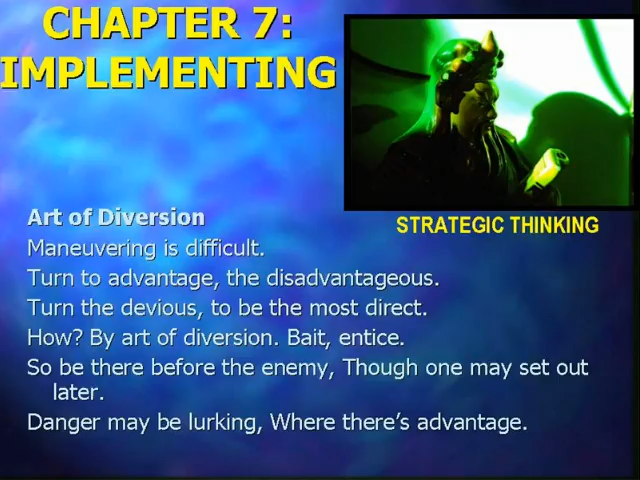 CHAPTER 7:
IMPLEMENTING
STRATEGIC THINKING
Art of Diversion
Maneuvering is difficult.
Turn to advantage, the disadvantageous.
Turn the devious, to be the most direct.
How? By art of diversion. Bait, entice.
So be there before the enemy, Though one may set out
later.
Danger may be lurking, Where there's advantage.